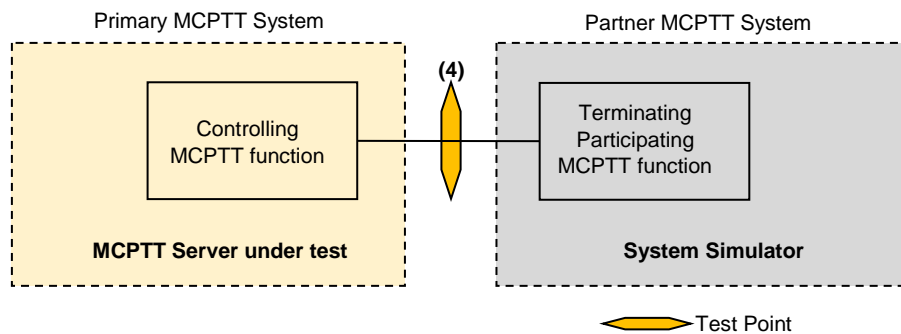 Primary MCPTT System
Partner MCPTT System
(4)
Controlling
MCPTT function
Terminating
Participating
MCPTT function
MCPTT Server under test
System Simulator
Test Point